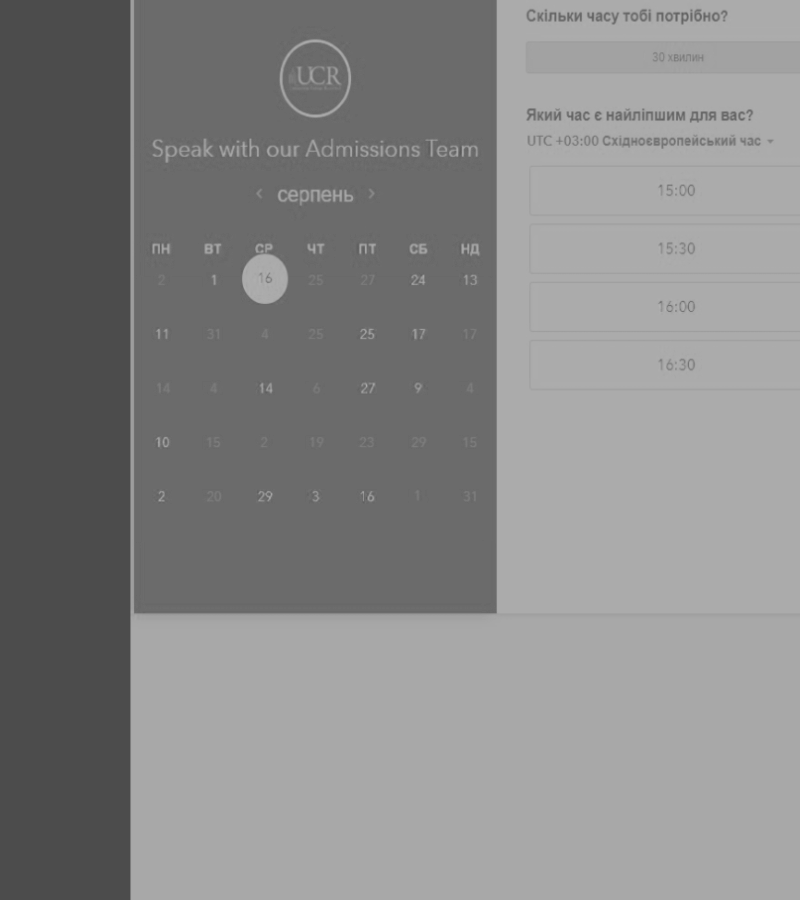 UCR
Speak with our Admissions Team
< серпень >
ПН ВТ СР ЧТ ПТ СБ НД
2 1 16 25 27 24 13
11 31 4 25 25 17 17
14 4 14 6 27 9 4
10 15 2 19 23 29 15
2 20 29 3 16 1 31
Скільки часу тобі потрібно?
30 хвилин
Який час є найліпшим для вас?
UTC +03:00 Східноєвропейський час
15:00
15:30
16:00
16:30